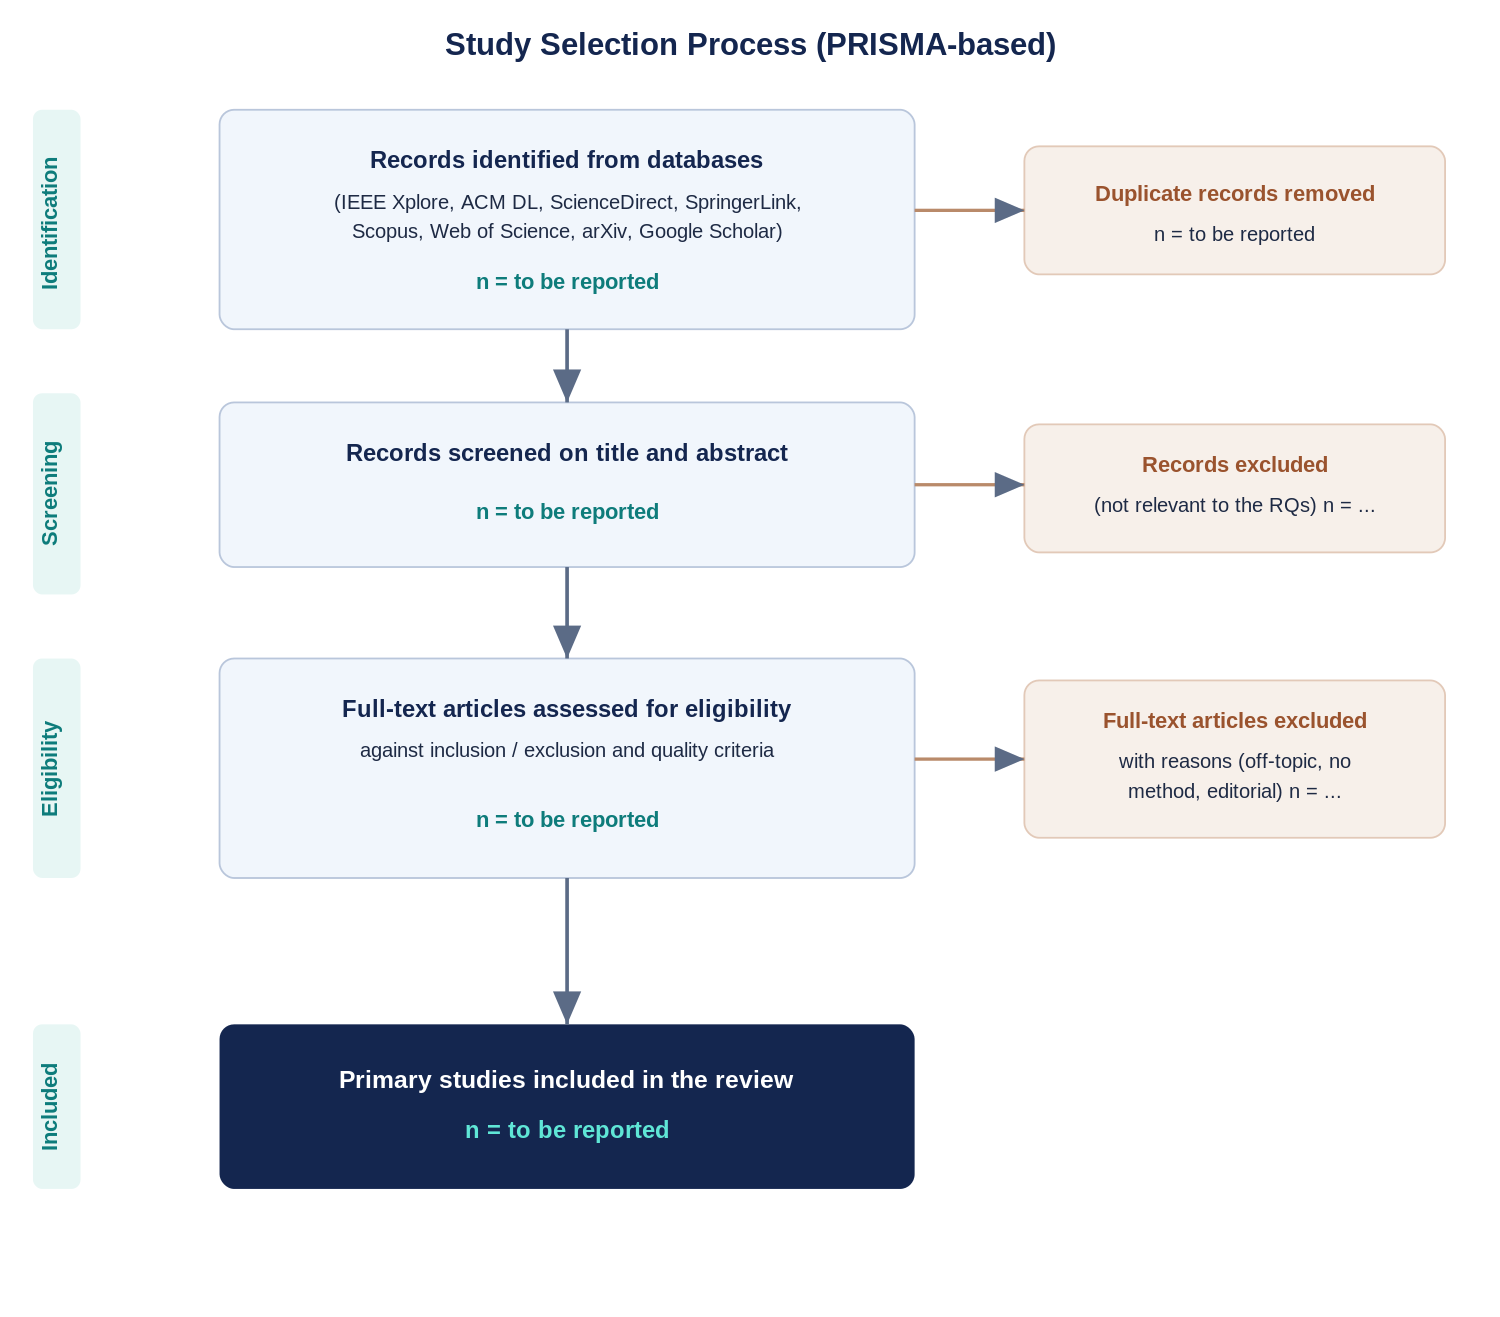 Study Selection Process (PRISMA-based)
Identification
Records identified from databases
(IEEE Xplore, ACM DL, ScienceDirect, SpringerLink,
Scopus, Web of Science, arXiv, Google Scholar)
n = to be reported
Duplicate records removed
n = to be reported
Screening
Records screened on title and abstract
n = to be reported
Records excluded
(not relevant to the RQs) n = …
Eligibility
Full-text articles assessed for eligibility
against inclusion / exclusion and quality criteria
n = to be reported
Full-text articles excluded
with reasons (off-topic, no
method, editorial) n = …
Included
Primary studies included in the review
n = to be reported